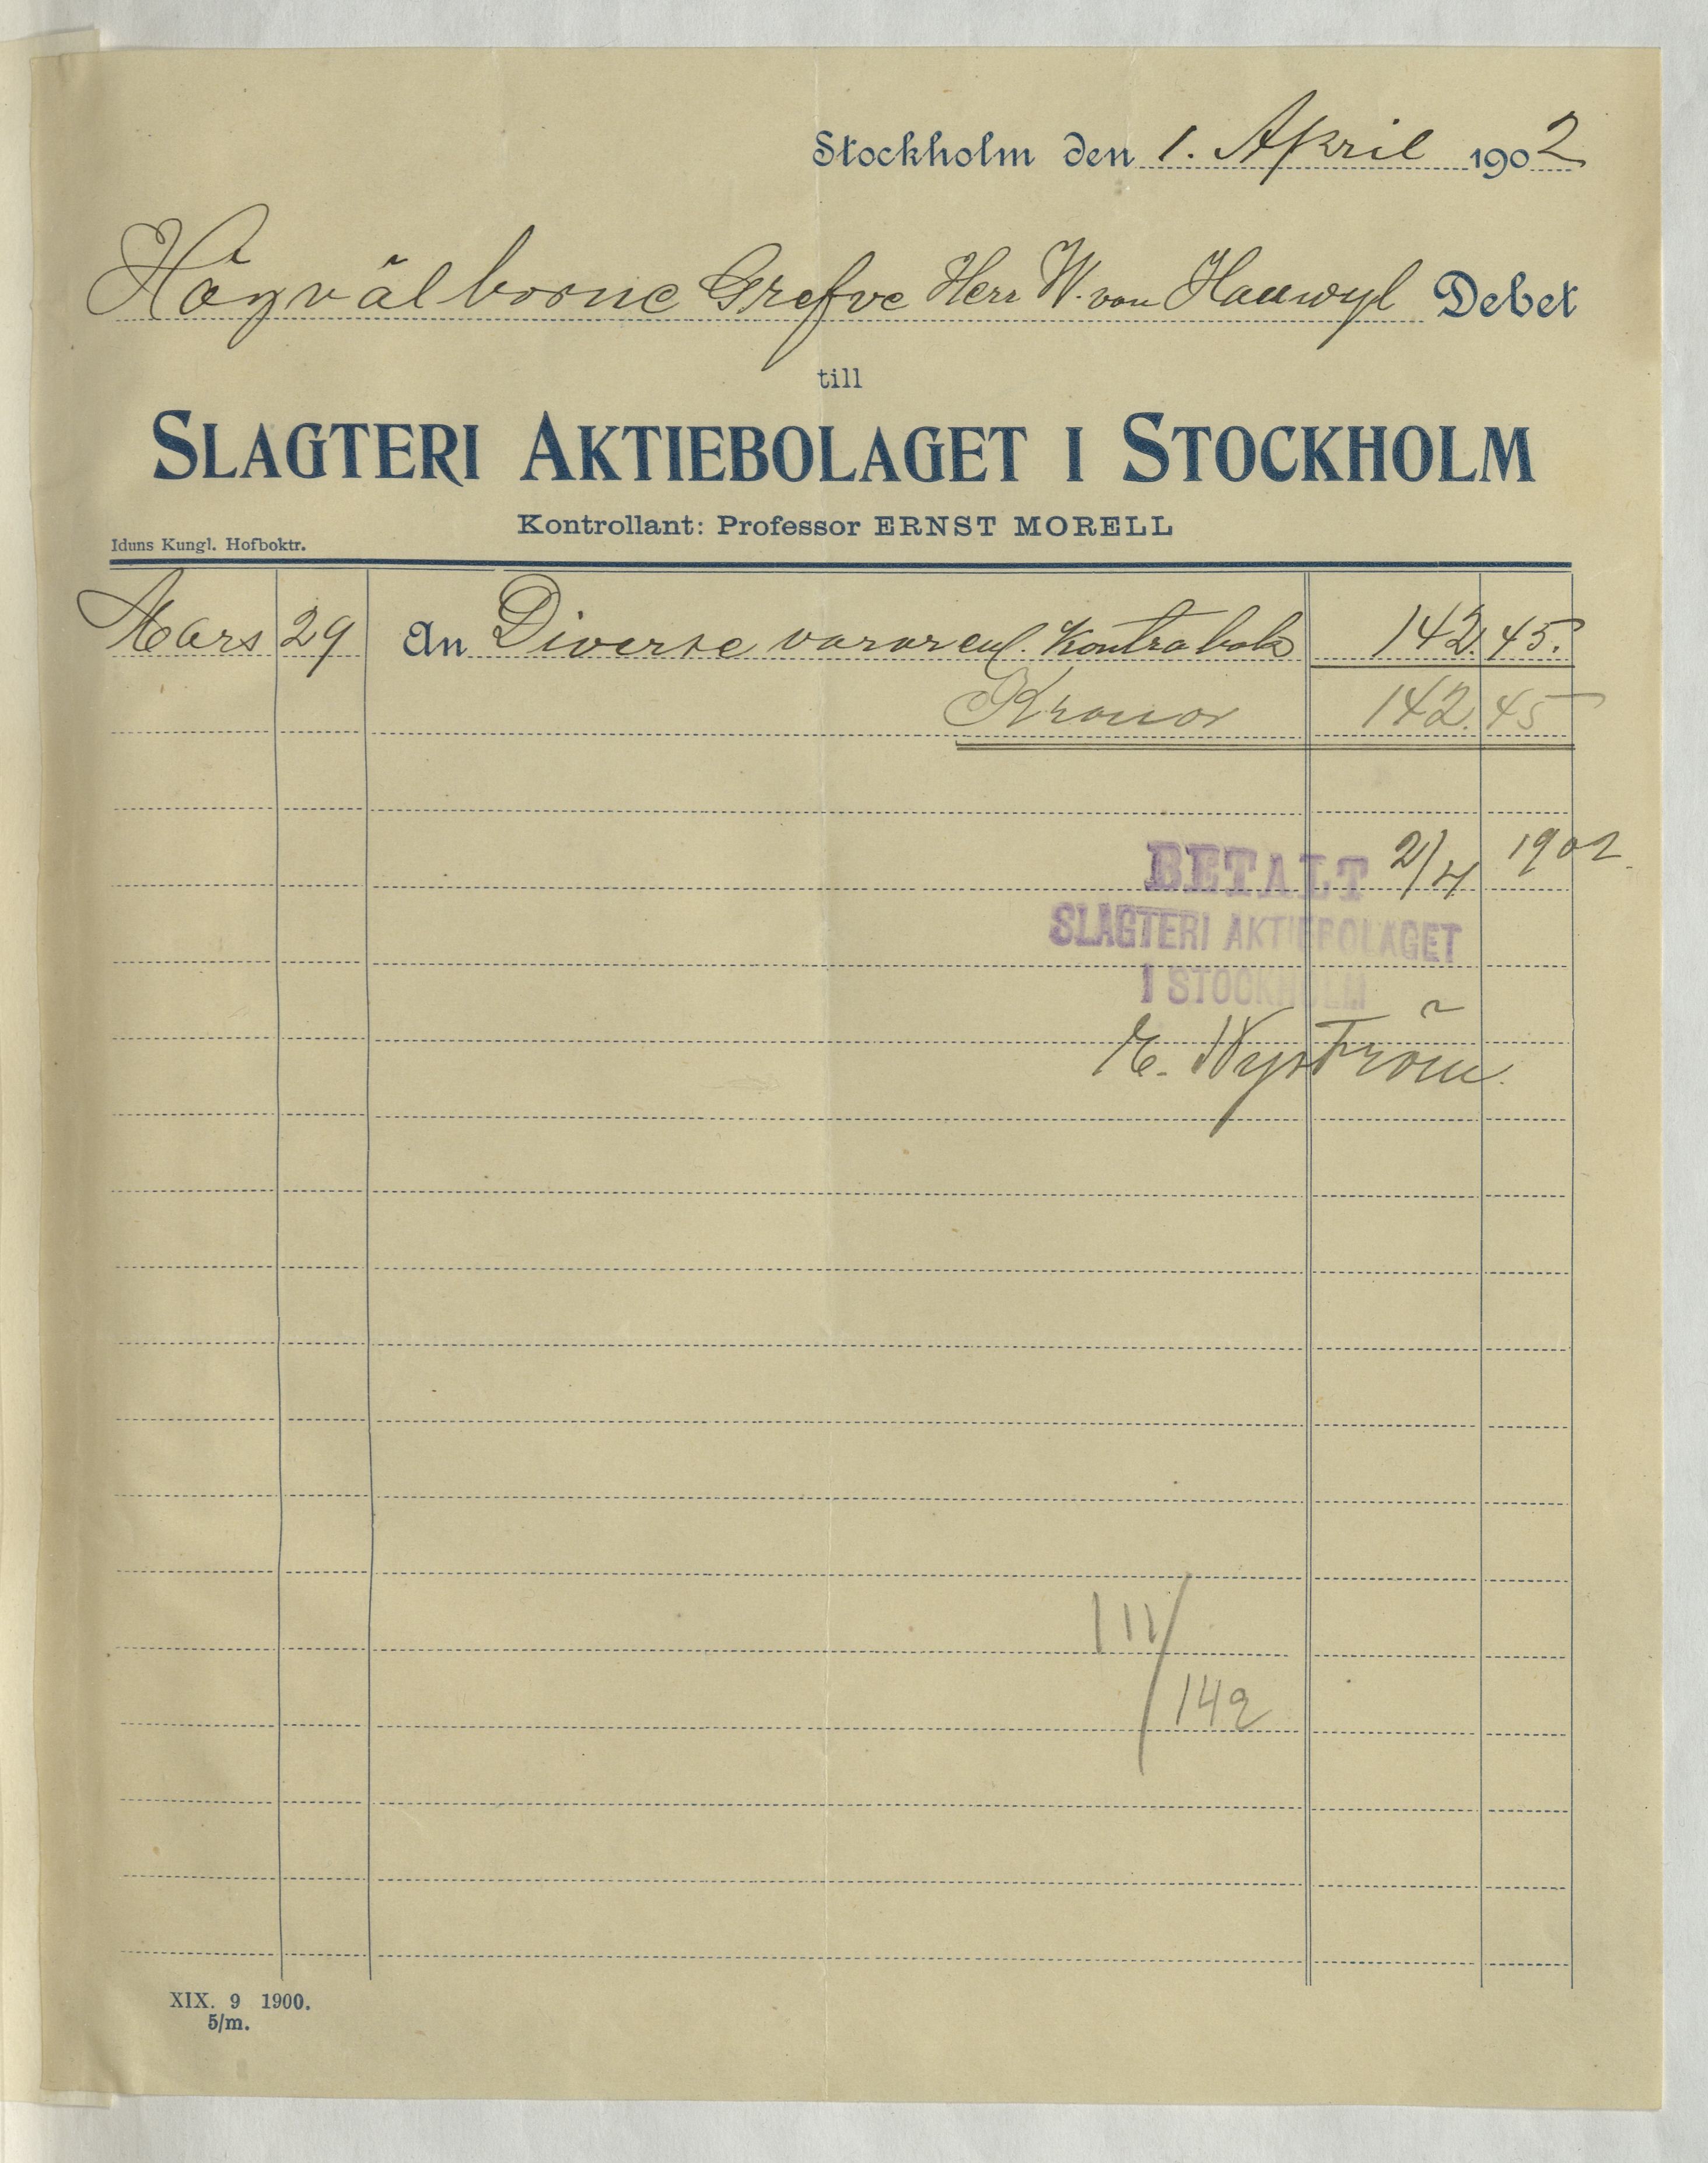 Stockholm den 1. April 1902
Högvälborne Grefve Herr W. von Hallwyl Debet
till
SLAGTERI AKTIEBOLAGET I STOCKHOLM
Kontrollant: Professor ERNST MORELL
Iduns Kungl. Hofboktr.
Mars 29 An Diverse varor enl. Kontrabok 142. 45.
Kronor 142. 45
BETALT 2/4 1902.
SLAGTERI AKTIEBOLAGET
I STOCKHOLM
E. Nyström.
111/
142
XIX. 9 1900.
5/m.